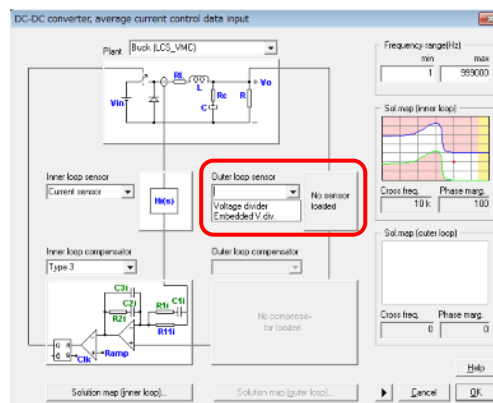 DC-DC converter, average current control data input
Plant
Buck (LCS_VMC)
Frequency range(Hz)
min max
1 999000
RL
L
Vo
Vin
Rc
C
R
Sol.map (inner loop)
Cross freq. Phase marg.
10 k 100
Inner loop sensor
Current sensor
Hi(s)
Outer loop sensor
Voltage divider
Embedded V.div.
No sensor
loaded
Sol.map (outer loop)
Cross freq. Phase marg.
0 0
Inner loop compensator
Type 3
Outer loop compensator
C3i
C2i
R2i
R1i
C1i
R11i
Q R
S
Clk
Ramp
No compensa-
tor loaded
Solution map (inner loop)...
Solution map (outer loop)...
Help
Cancel
OK